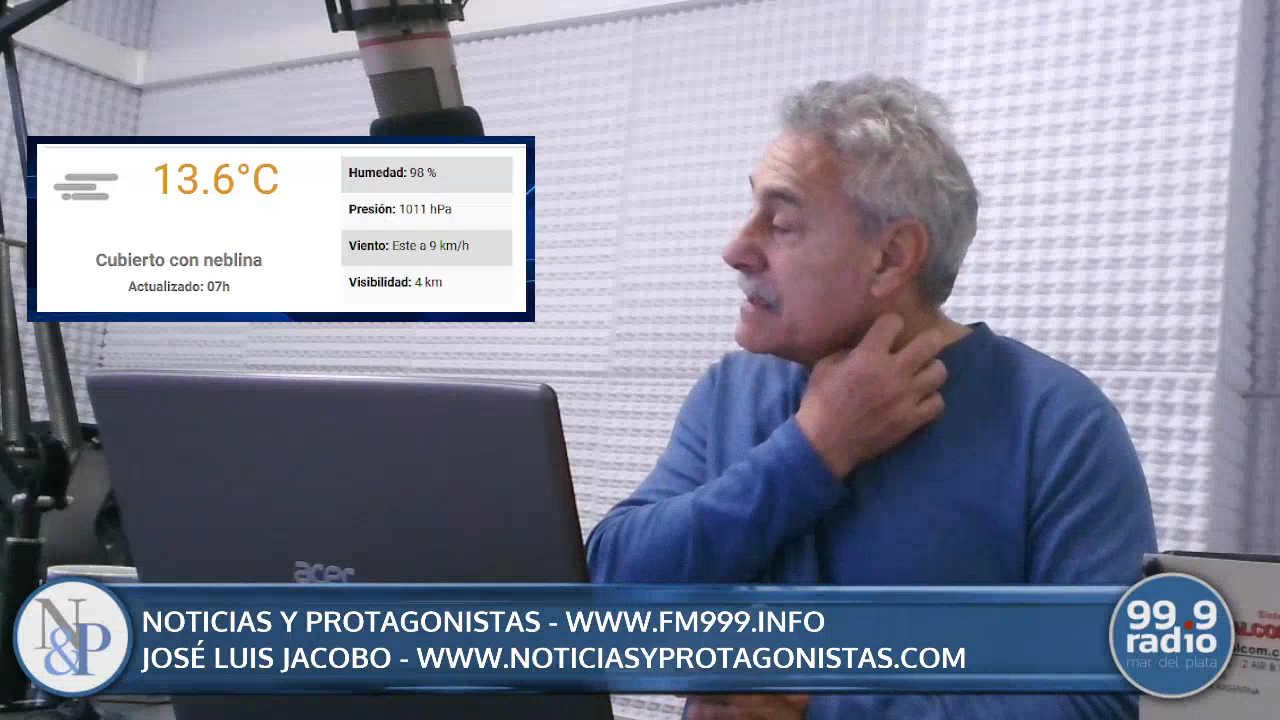 13.6°C
Cubierto con neblina
Actualizado: 07h
Humedad: 98 %
Presión: 1011 hPa
Viento: Este a 9 km/h
Visibilidad: 4 km
acer
N&P
NOTICIAS Y PROTAGONISTAS - WWW.FM999.INFO
JOSÉ LUIS JACOBO - WWW.NOTICIASYPROTAGONISTAS.COM
99.9
radio
mar del plata